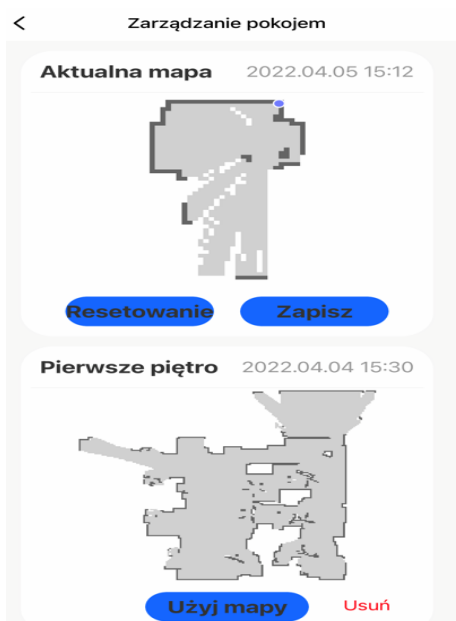 Zarządzanie pokojem
Aktualna mapa 2022.04.05 15:12
Resetowanie Zapisz
Pierwsze piętro 2022.04.04 15:30
Użyj mapy Usuń